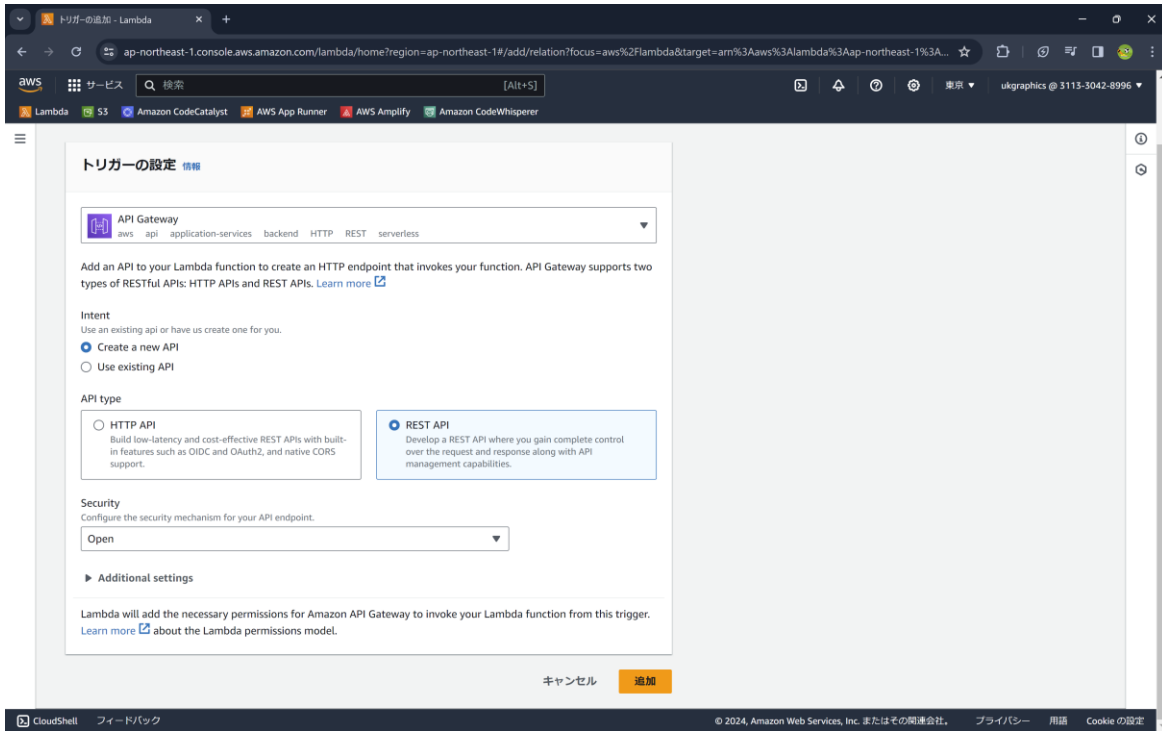 トリガーの追加 - Lambda
ap-northeast-1.console.aws.amazon.com/lambda/home?region=ap-northeast-1#/add/relation?focus=aws%2Flambda&target=arn%3Aaws%3Alambda%3Aap-northeast-1%3A...
aws サービス 検索 [Alt+S] 東京 ukgraphics @ 3113-3042-8996
Lambda S3 Amazon CodeCatalyst AWS App Runner AWS Amplify Amazon CodeWhisperer
トリガーの設定 情報
API Gateway
aws api application-services backend HTTP REST serverless
Add an API to your Lambda function to create an HTTP endpoint that invokes your function. API Gateway supports two
types of RESTful APIs: HTTP APIs and REST APIs. Learn more
Intent
Use an existing api or have us create one for you.
Create a new API
Use existing API
API type
HTTP API
Build low-latency and cost-effective REST APIs with built-
in features such as OIDC and OAuth2, and native CORS
support.
REST API
Develop a REST API where you gain complete control
over the request and response along with API
management capabilities.
Security
Configure the security mechanism for your API endpoint.
Open
Additional settings
Lambda will add the necessary permissions for Amazon API Gateway to invoke your Lambda function from this trigger.
Learn more about the Lambda permissions model.
キャンセル 追加
CloudShell フィードバック © 2024, Amazon Web Services, Inc. またはその関連会社。 プライバシー 用語 Cookie の設定